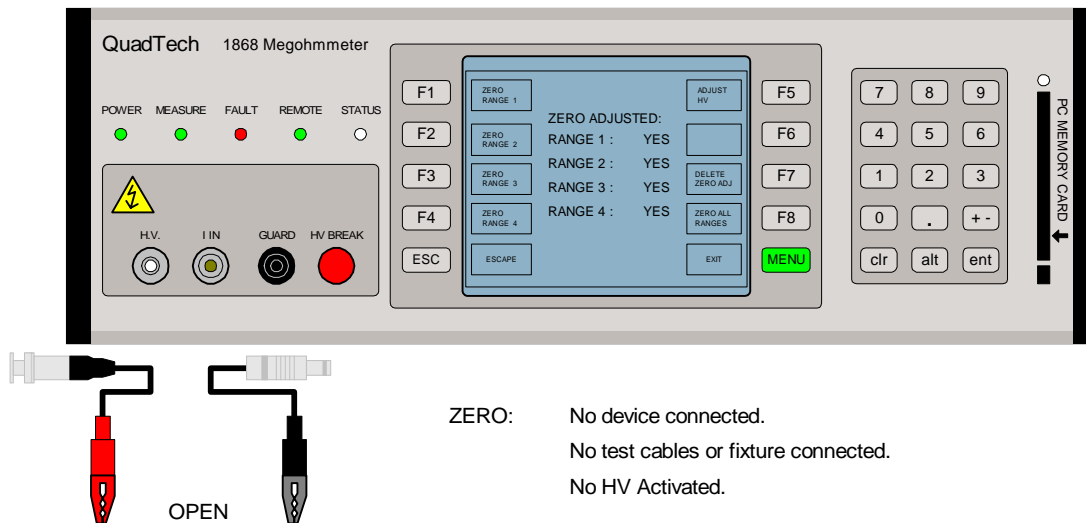 QuadTech 1868 Megohmmeter
POWER MEASURE FAULT REMOTE STATUS
H.V. I IN GUARD HV BREAK
F1
F2
F3
F4
ESC
ZERO
RANGE 1
ZERO
RANGE 2
ZERO
RANGE 3
ZERO
RANGE 4
ESCAPE
ZERO ADJUSTED:
RANGE 1 : YES
RANGE 2 : YES
RANGE 3 : YES
RANGE 4 : YES
ADJUST
HV
DELETE
ZERO ADJ
ZERO ALL
RANGES
EXIT
F5
F6
F7
F8
MENU
7 8 9
4 5 6
1 2 3
0 . + -
clr alt ent
PC MEMORY CARD
OPEN
ZERO: No device connected.
No test cables or fixture connected.
No HV Activated.